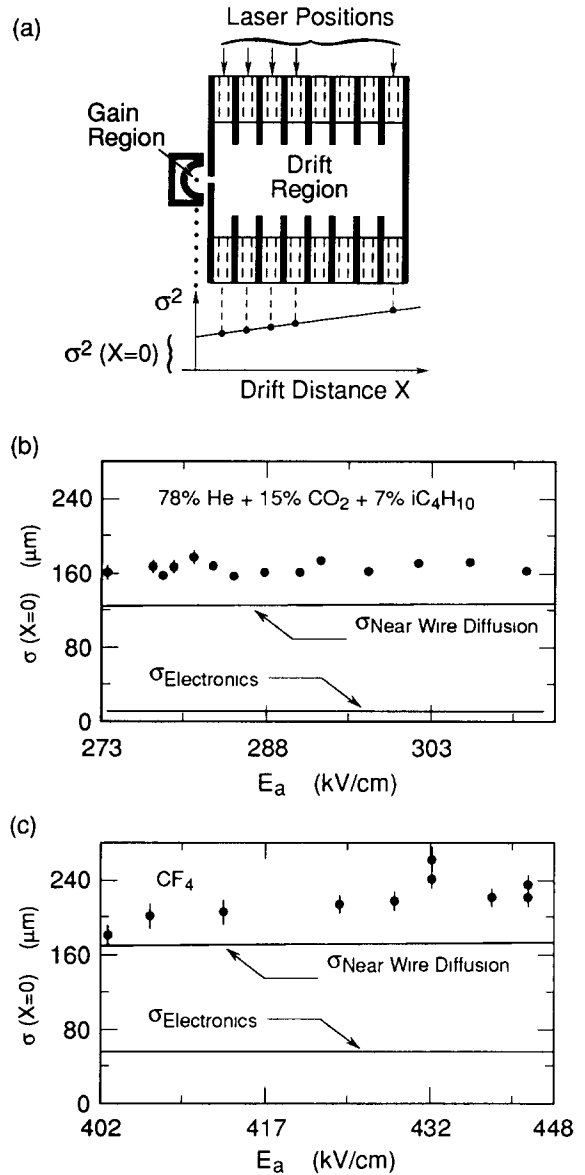 (a)
Laser Positions
Gain
Region
Drift
Region
σ²
σ² (X=0) {
Drift Distance X
(b)
78% He + 15% CO₂ + 7% iC₄H₁₀
σ (X=0) (μm)
240
160
80
0
σNear Wire Diffusion
σElectronics
273 288 303
Eₐ (kV/cm)
(c)
CF₄
σ (X=0) (μm)
240
160
80
0
σNear Wire Diffusion
σElectronics
402 417 432 448
Eₐ (kV/cm)